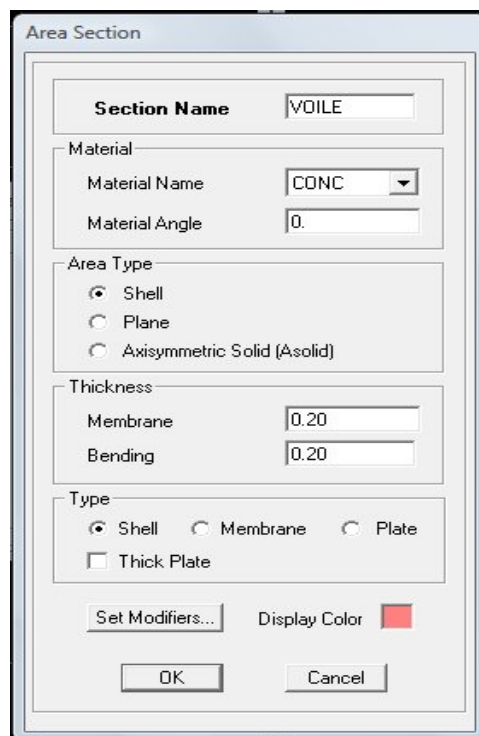 Area Section
Section Name VOILE
Material
Material Name CONC
Material Angle 0.
Area Type
Shell
Plane
Axisymmetric Solid (Asolid)
Thickness
Membrane 0.20
Bending 0.20
Type
Shell Membrane Plate
Thick Plate
Set Modifiers... Display Color
OK Cancel